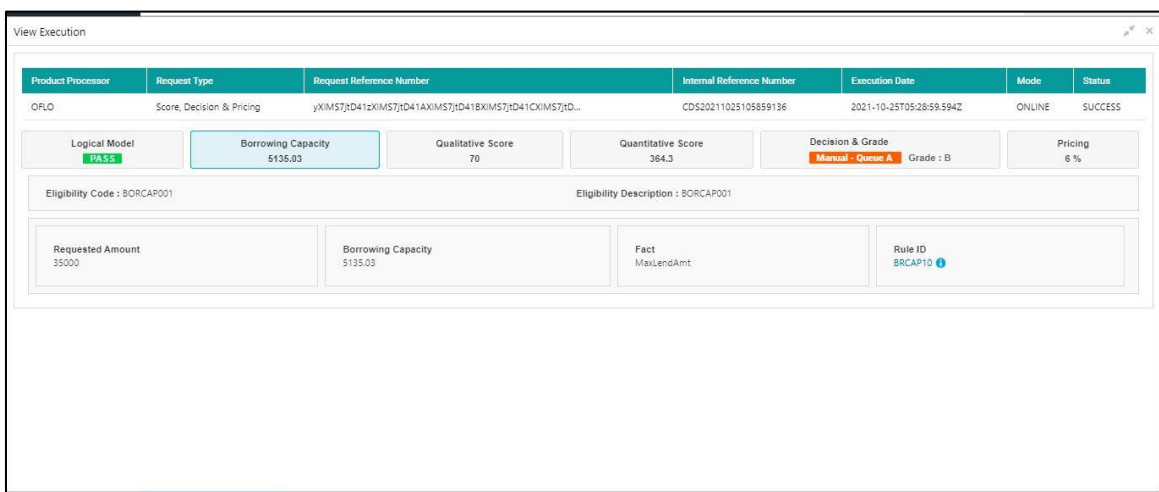 View Execution
Product Processor Request Type Request Reference Number Internal Reference Number Execution Date Mode Status
OFLO Score, Decision & Pricing yXIMS7jtD41zXIMS7jtD41AXIMS7jtD41BXIMS7jtD41CXIMS7jtD... CDS20211025105859136 2021-10-25T05:28:59.594Z ONLINE SUCCESS
Logical Model Borrowing Capacity Qualitative Score Quantitative Score Decision & Grade Pricing
PASS 5135.03 70 364.3 Manual - Queue A Grade : B 6 %
Eligibility Code : BORCAP001 Eligibility Description : BORCAP001
Requested Amount Borrowing Capacity Fact Rule ID
35000 5135.03 MaxLendAmt BRCAP10